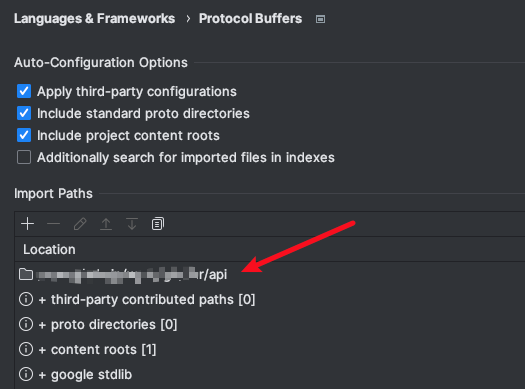 Languages & Frameworks › Protocol Buffers
Auto-Configuration Options
Apply third-party configurations
Include standard proto directories
Include project content roots
Additionally search for imported files in indexes
Import Paths
Location
r/api
+ third-party contributed paths [0]
+ proto directories [0]
+ content roots [1]
+ google stdlib